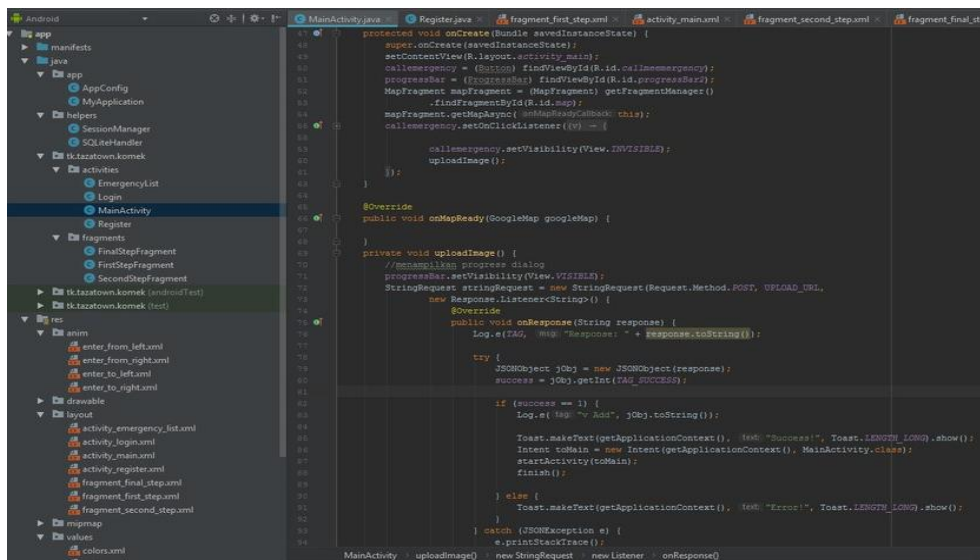 Android
MainActivity.java
Register.java
fragment_first_step.xml
activity_main.xml
fragment_second_step.xml
fragment_final_st
app
manifests
java
app
AppConfig
MyApplication
helpers
SessionManager
SQLiteHandler
tk.tazatown.komek
activities
EmergencyList
Login
MainActivity
Register
fragments
FinalStepFragment
FirstStepFragment
SecondStepFragment
tk.tazatown.komek (androidTest)
tk.tazatown.komek (test)
res
anim
enter_from_left.xml
enter_from_right.xml
enter_to_left.xml
enter_to_right.xml
drawable
layout
activity_emergency_list.xml
activity_login.xml
activity_main.xml
activity_register.xml
fragment_final_step.xml
fragment_first_step.xml
fragment_second_step.xml
mipmap
values
colors.xml
protected void onCreate(Bundle savedInstanceState) {
super.onCreate(savedInstanceState);
setContentView(R.layout.activity_main);
callemergency = (Button) findViewById(R.id.callmeemergency);
progressBar = (ProgressBar) findViewById(R.id.progressBar2);
MapFragment mapFragment = (MapFragment) getFragmentManager()
.findFragmentById(R.id.map);
mapFragment.getMapAsync( onMapReadyCallback: this);
callemergency.setOnClickListener((v) → {
callemergency.setVisibility(View.INVISIBLE);
uploadImage();
});
}
@Override
public void onMapReady(GoogleMap googleMap) {
}
private void uploadImage() {
//menampilkan progress dialog
progressBar.setVisibility(View.VISIBLE);
StringRequest stringRequest = new StringRequest(Request.Method.POST, UPLOAD_URL,
new Response.Listener<String>() {
@Override
public void onResponse(String response) {
Log.e(TAG, msg: "Response: " + response.toString());
try {
JSONObject jObj = new JSONObject(response);
success = jObj.getInt(TAG_SUCCESS);
if (success == 1) {
Log.e( tag: "v Add", jObj.toString());
Toast.makeText(getApplicationContext(), text: "Success!", Toast.LENGTH_LONG).show();
Intent toMain = new Intent(getApplicationContext(), MainActivity.class);
startActivity(toMain);
finish();
} else {
Toast.makeText(getApplicationContext(), text: "Error!", Toast.LENGTH_LONG).show();
}
} catch (JSONException e) {
e.printStackTrace();
MainActivity › uploadImage() › new StringRequest › new Listener › onResponse()